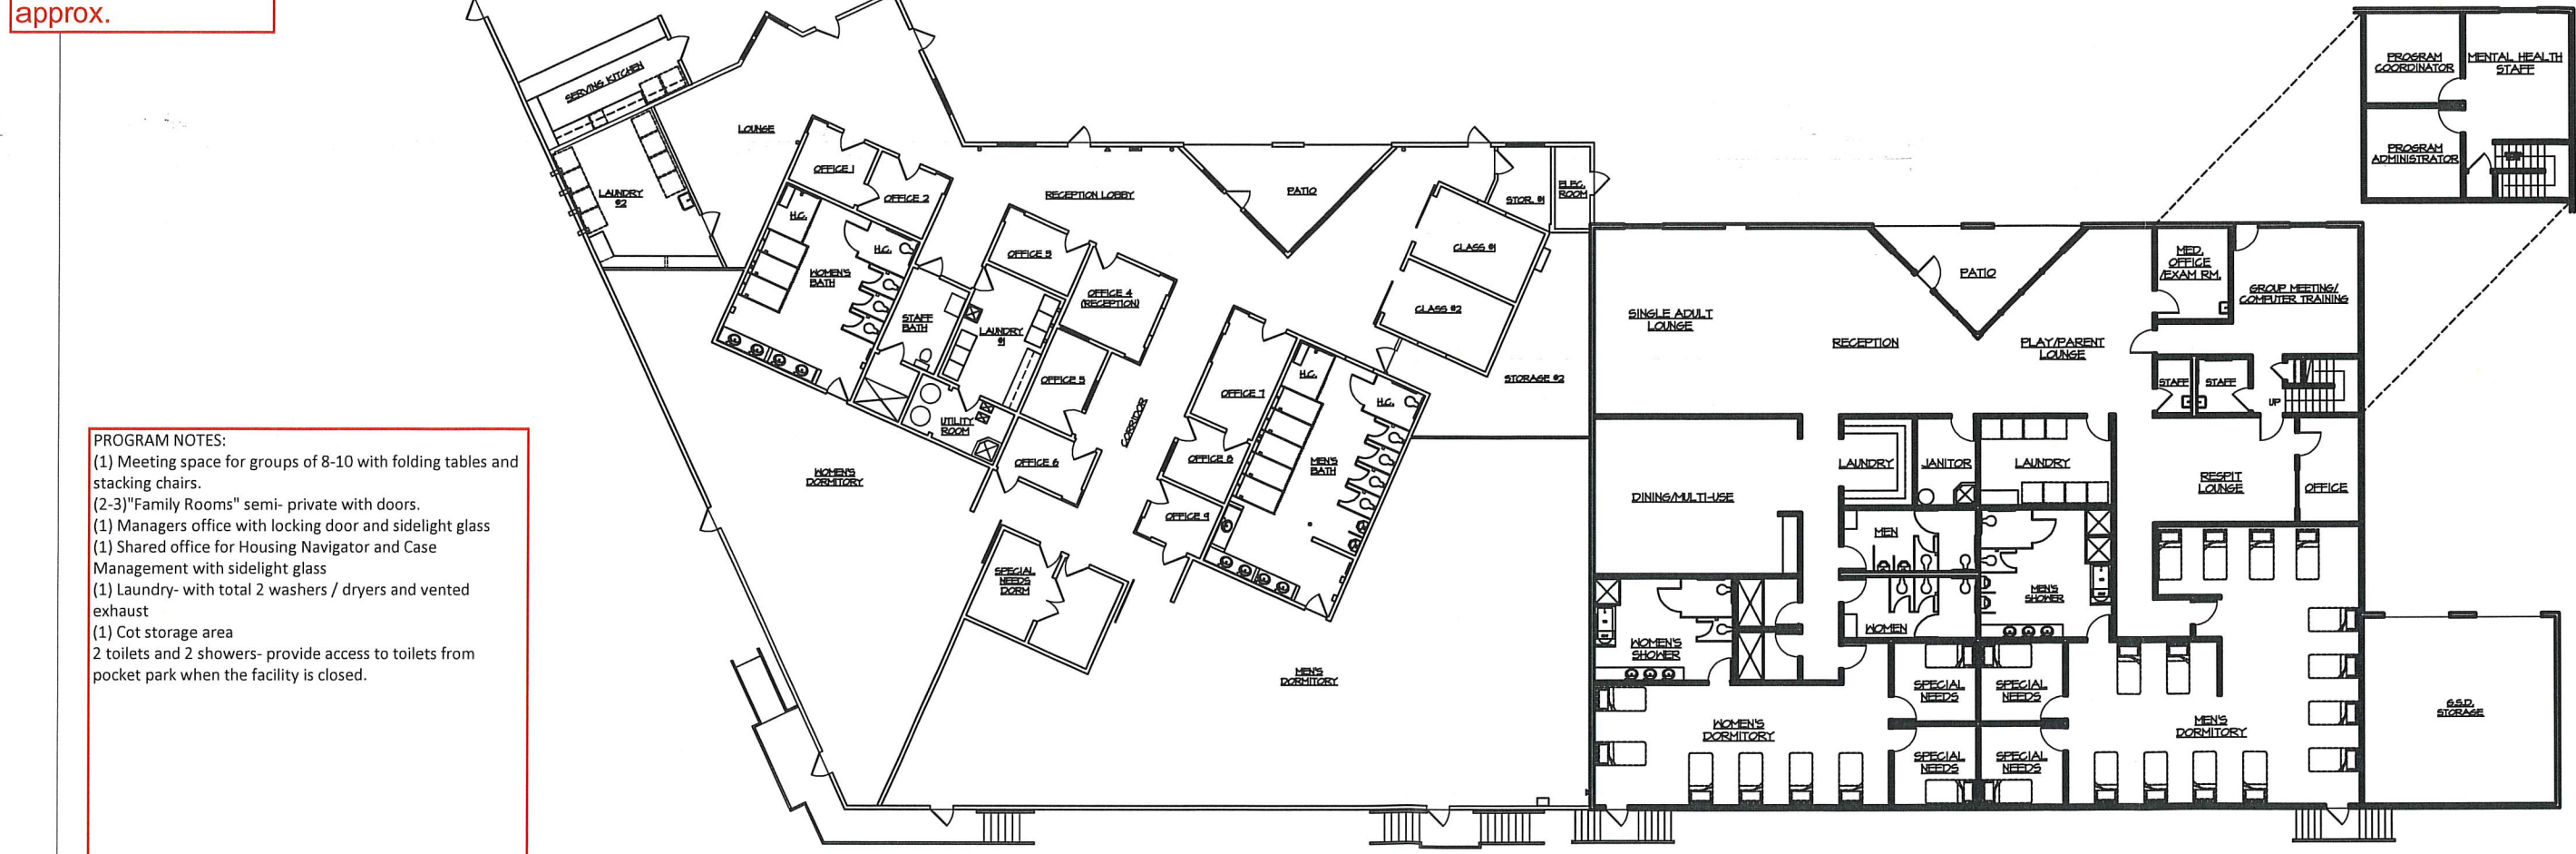 approx.
PROGRAM NOTES:
(1) Meeting space for groups of 8-10 with folding tables and
stacking chairs.
(2-3)"Family Rooms" semi- private with doors.
(1) Managers office with locking door and sidelight glass
(1) Shared office for Housing Navigator and Case
Management with sidelight glass
(1) Laundry- with total 2 washers / dryers and vented
exhaust
(1) Cot storage area
2 toilets and 2 showers- provide access to toilets from
pocket park when the facility is closed.
SERVING KITCHEN
LAUNDRY
#2
LOUNGE
OFFICE 1
OFFICE 2
H.C.
H.C.
WOMEN'S
BATH
RECEPTION LOBBY
PATIO
OFFICE 3
OFFICE 4
(RECEPTION)
STAFF
BATH
LAUNDRY
#1
OFFICE 5
UTILITY
ROOM
OFFICE 6
CORRIDOR
WOMEN'S
DORMITORY
SPECIAL
NEEDS
DORM
OFFICE 7
OFFICE 8
OFFICE 9
H.C.
H.C.
MEN'S
BATH
MEN'S
DORMITORY
STOR. #1
ELEC.
ROOM
CLASS #1
CLASS #2
STORAGE #2
SINGLE ADULT
LOUNGE
RECEPTION
PATIO
PLAY/PARENT
LOUNGE
MED.
OFFICE
/EXAM RM.
GROUP MEETING/
COMPUTER TRAINING
STAFF
STAFF
UP
DINING/MULTI-USE
LAUNDRY
JANITOR
LAUNDRY
RESPIT
LOUNGE
OFFICE
MEN
WOMEN
MEN'S
SHOWER
WOMEN'S
SHOWER
WOMEN'S
DORMITORY
SPECIAL
NEEDS
SPECIAL
NEEDS
SPECIAL
NEEDS
SPECIAL
NEEDS
MEN'S
DORMITORY
STORAGE
PROGRAM
COORDINATOR
MENTAL HEALTH
STAFF
PROGRAM
ADMINISTRATOR